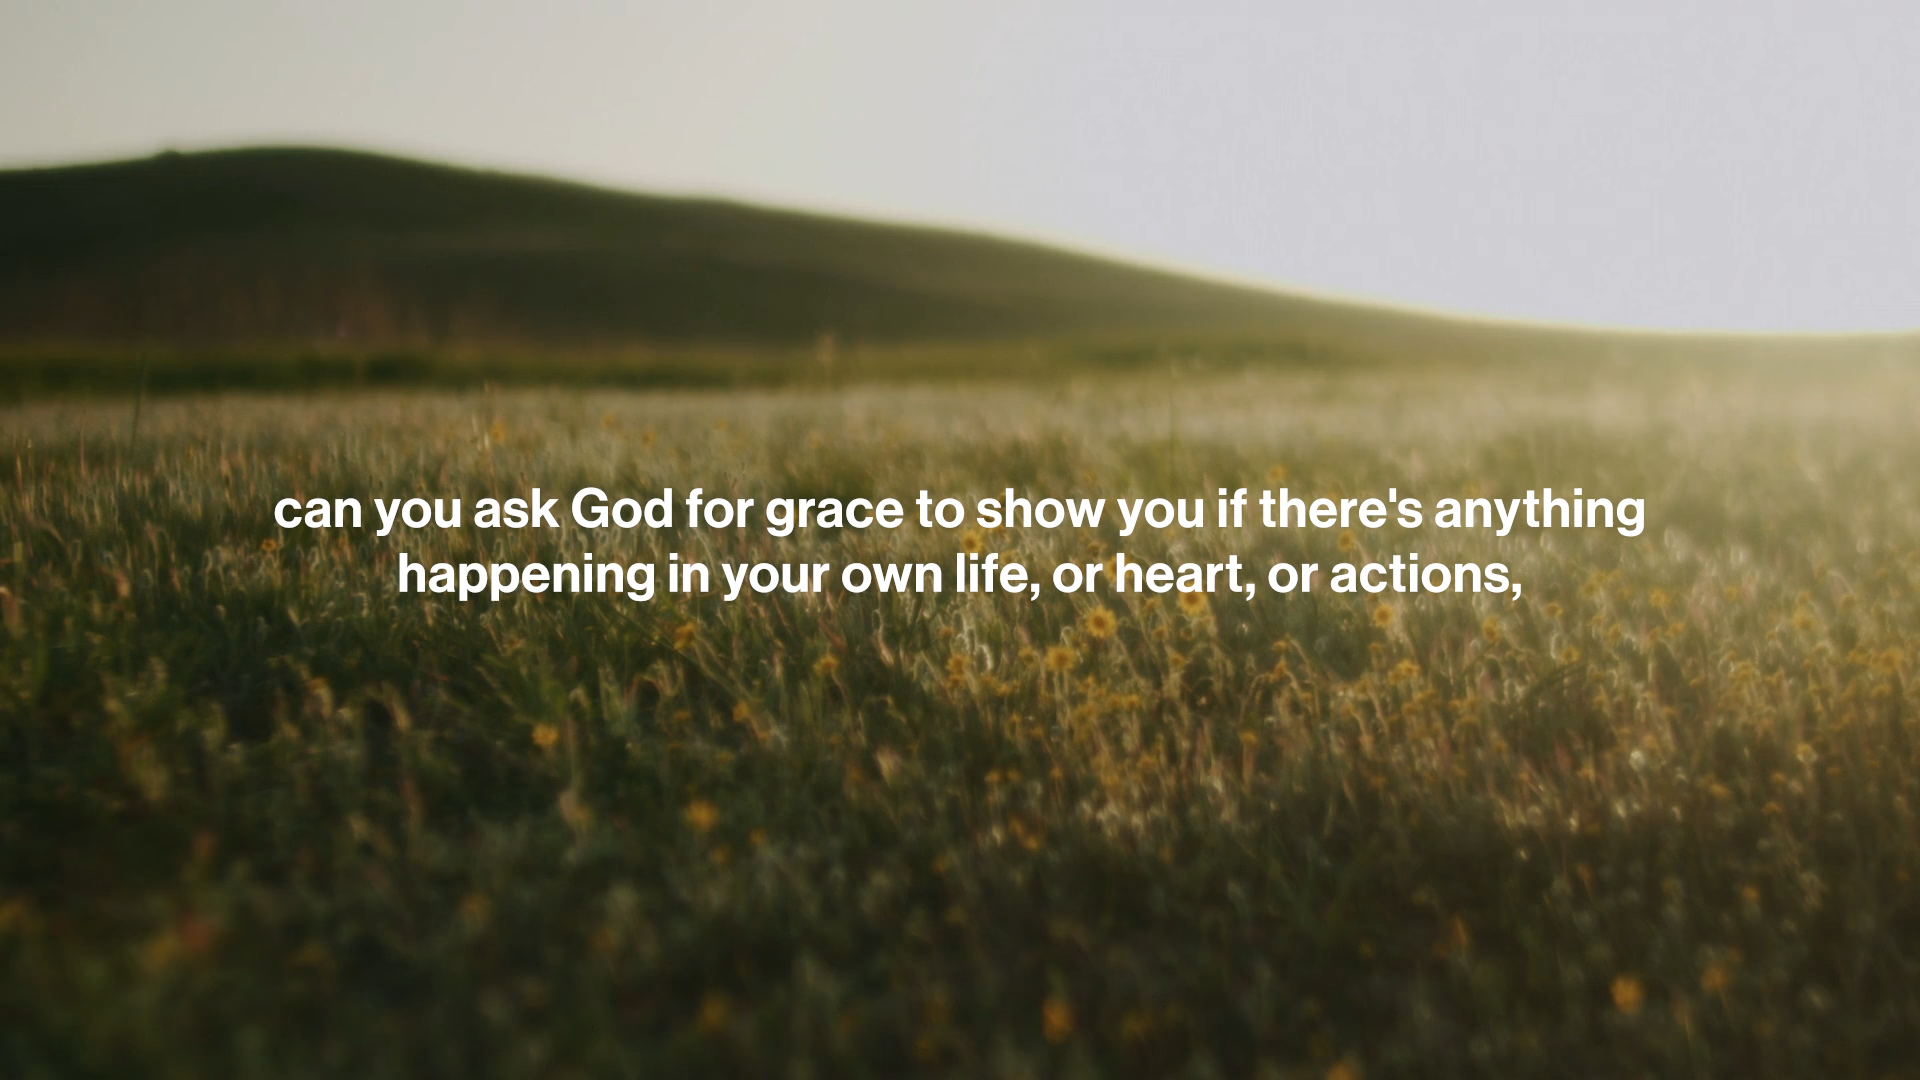 can you ask God for grace to show you if there's anything
happening in your own life, or heart, or actions,